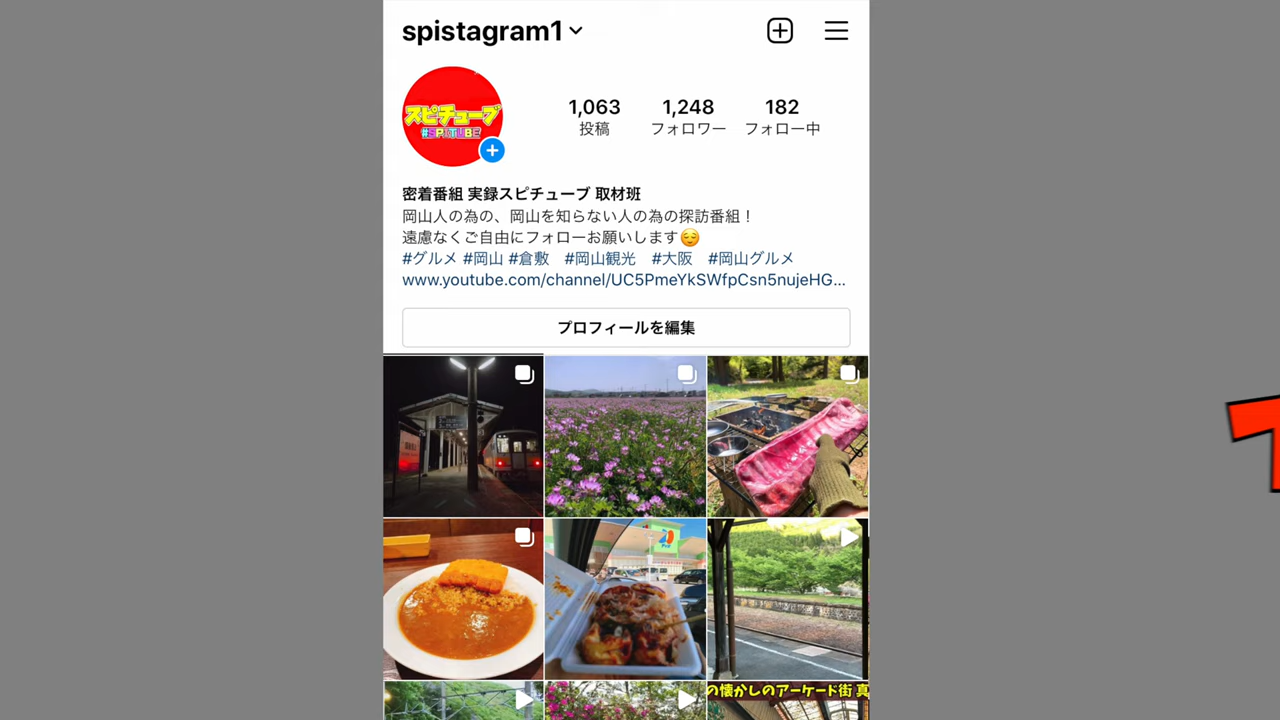 spistagram1
スピチューブ
#SPITUBE
1,063
投稿
1,248
フォロワー
182
フォロー中
密着番組 実録スピチューブ 取材班
岡山人の為の、岡山を知らない人の為の探訪番組！
遠慮なくご自由にフォローお願いします😌
#グルメ #岡山 #倉敷　#岡山観光　#大阪　#岡山グルメ
www.youtube.com/channel/UC5PmeYkSWfpCsn5nujeHG...
プロフィールを編集
の懐かしのアーケード街 真